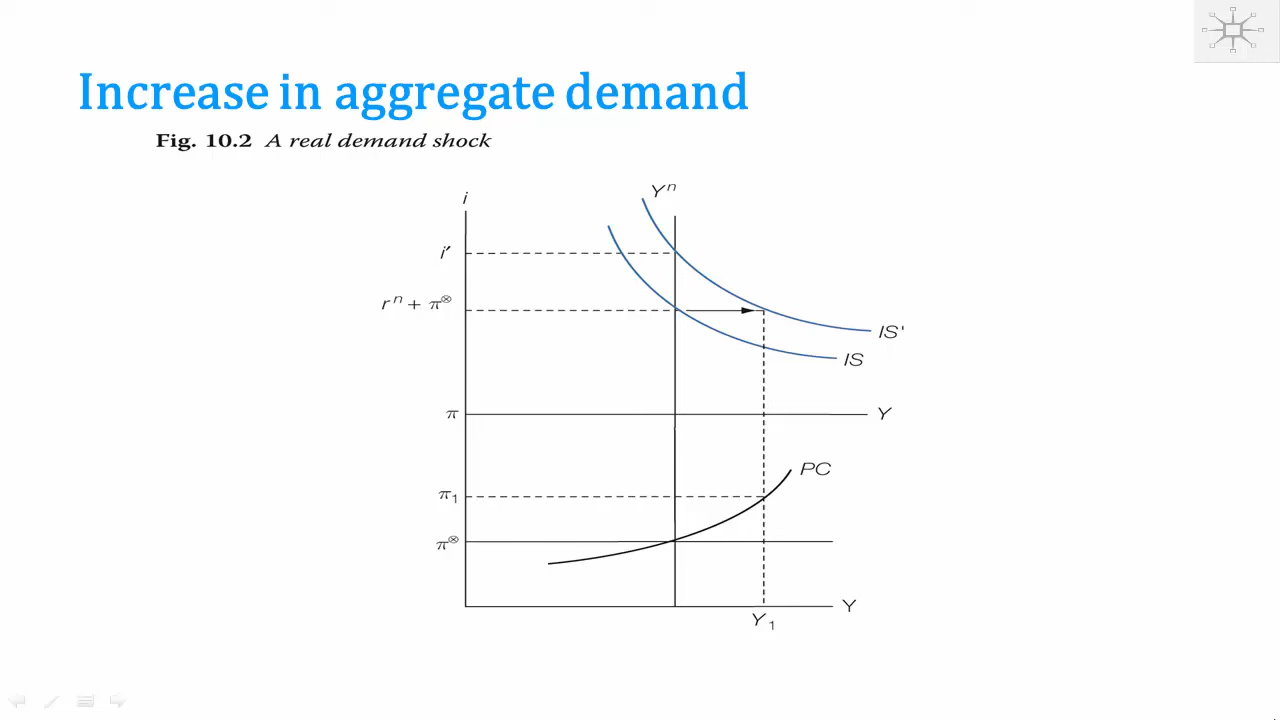 Increase in aggregate demand
Fig. 10.2 A real demand shock
i
Yⁿ
i′
rⁿ + π⊗
IS'
IS
π
Y
PC
π₁
π⊗
Y
Y₁